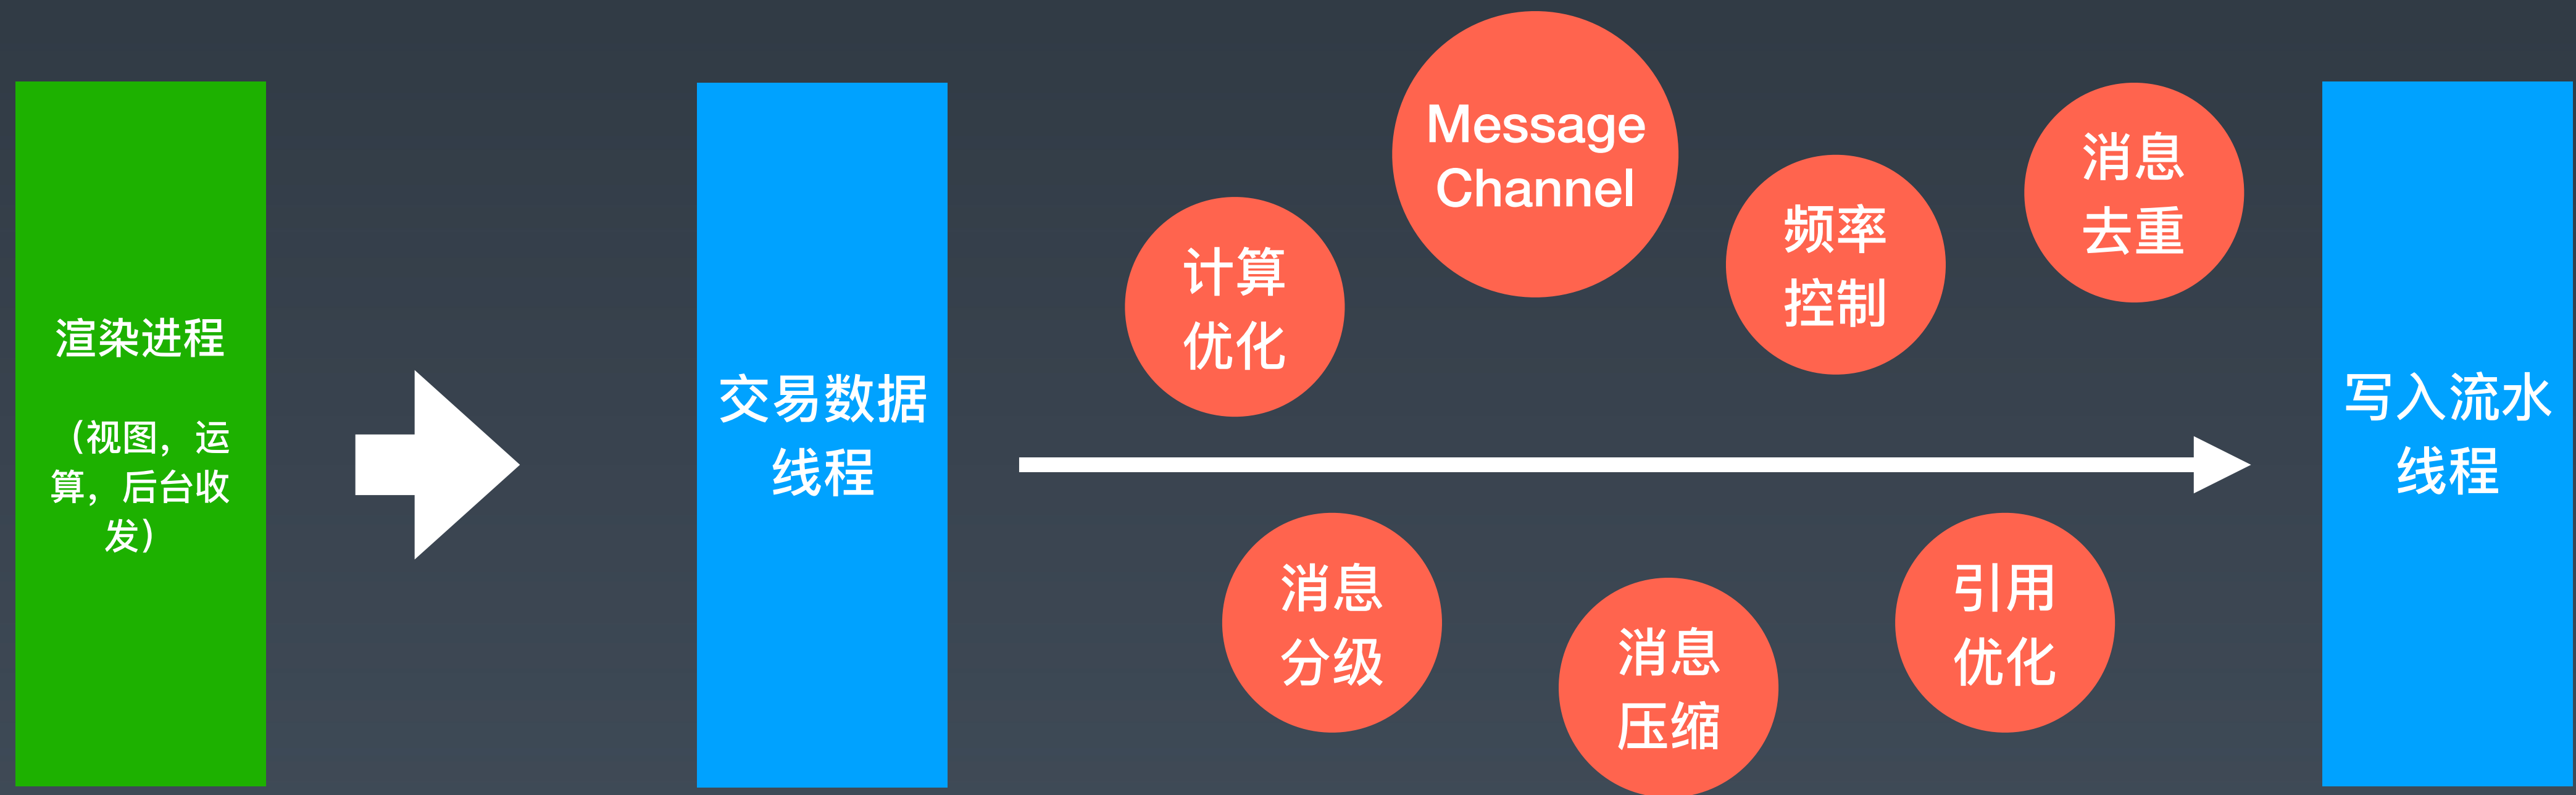 渲染进程
（视图，运
算，后台收
发）
交易数据
线程
计算
优化
Message
Channel
频率
控制
消息
去重
消息
分级
消息
压缩
引用
优化
写入流水
线程